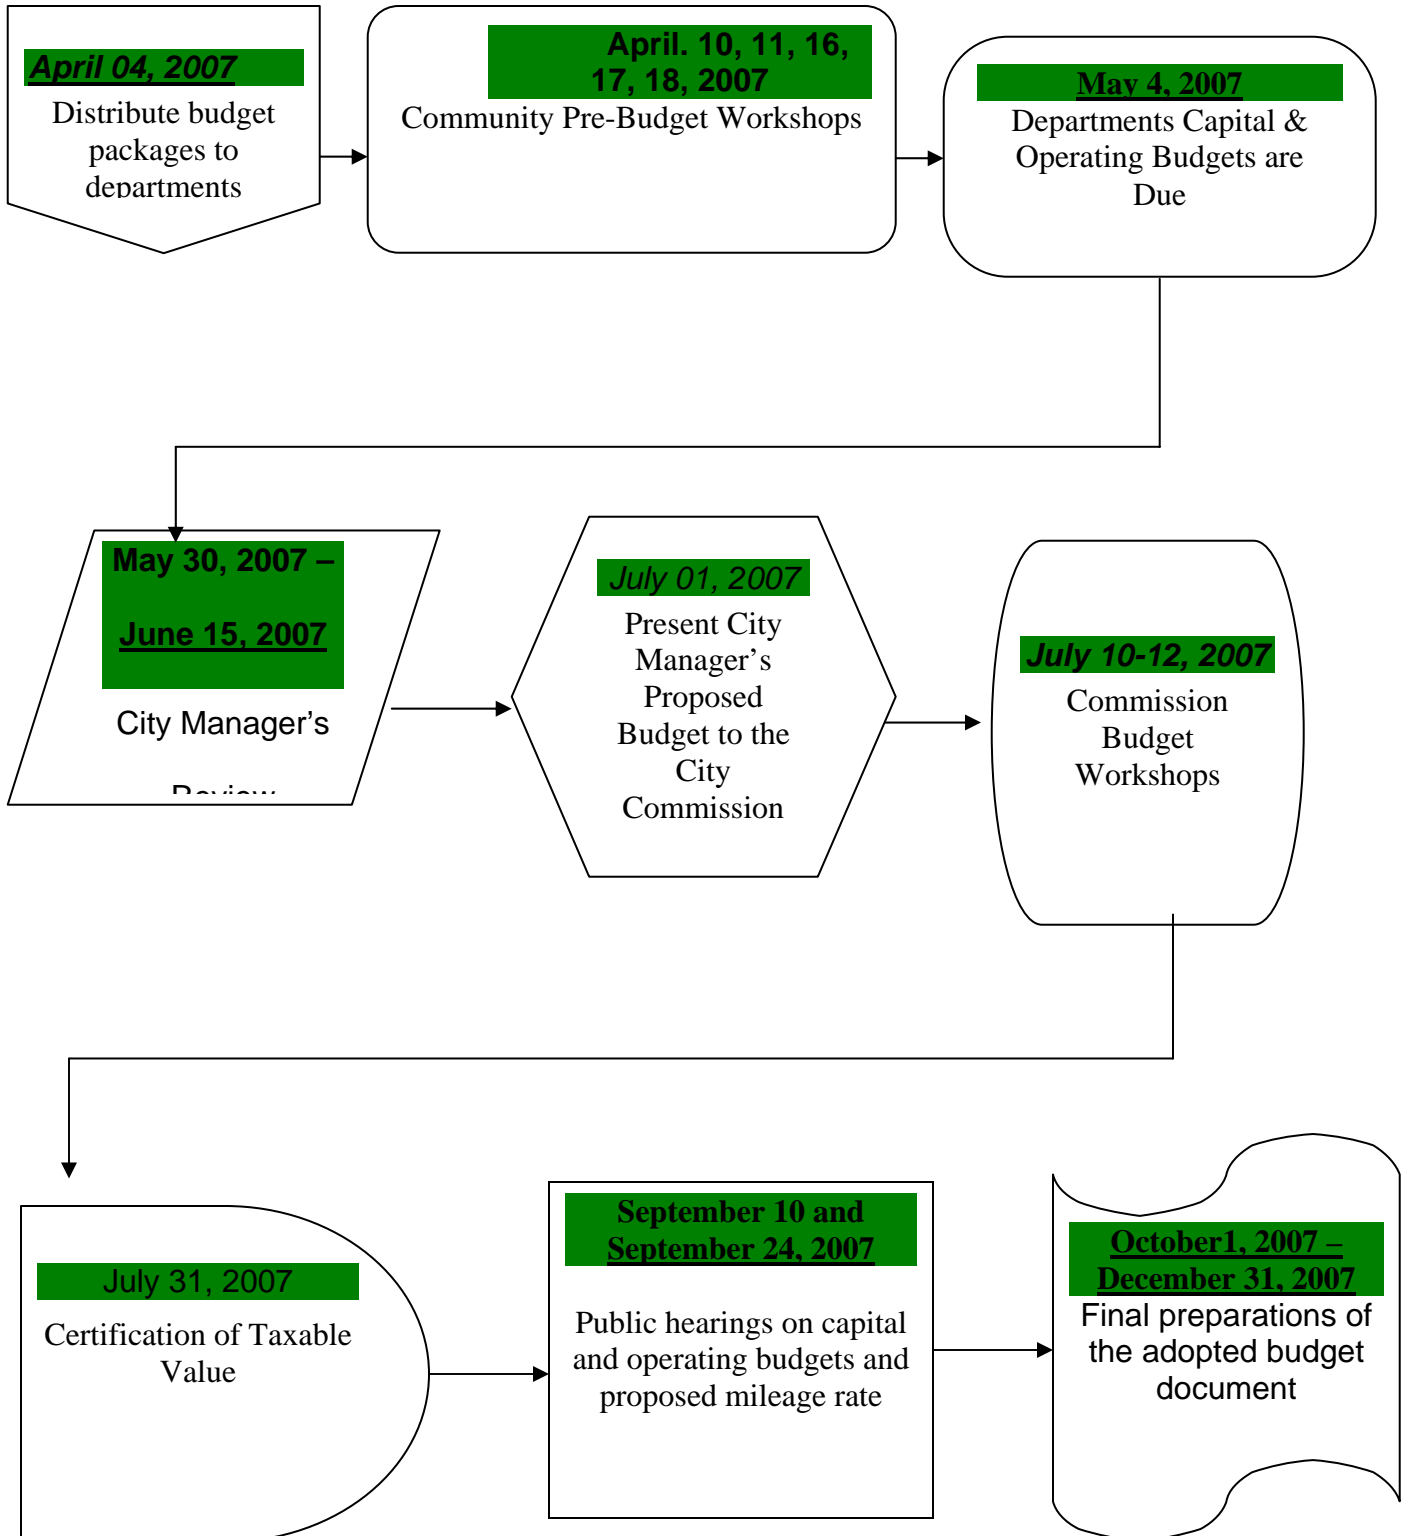 April 04, 2007
Distribute budget
packages to
departments
April. 10, 11, 16,
17, 18, 2007
Community Pre-Budget Workshops
May 4, 2007
Departments Capital &
Operating Budgets are
Due
May 30, 2007 –
June 15, 2007
City Manager’s
Review
July 01, 2007
Present City
Manager’s
Proposed
Budget to the
City
Commission
July 10-12, 2007
Commission
Budget
Workshops
July 31, 2007
Certification of Taxable
Value
September 10 and
September 24, 2007
Public hearings on capital
and operating budgets and
proposed mileage rate
October1, 2007 –
December 31, 2007
Final preparations of
the adopted budget
document